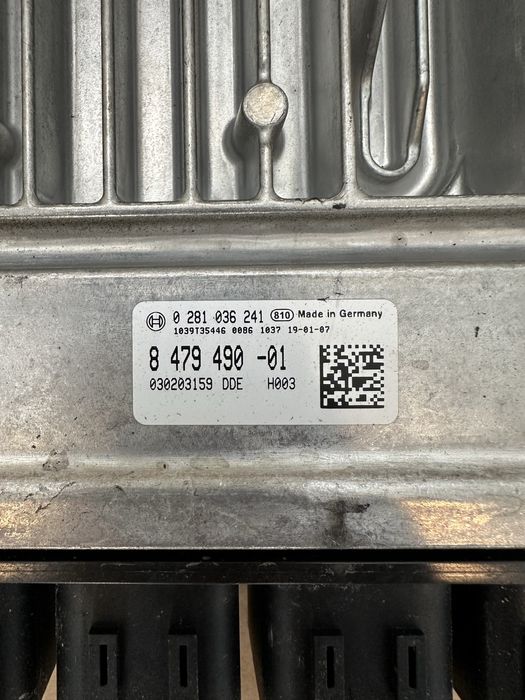 0 281 036 241 810 Made in Germany
1039T35446 0086 1037 19-01-07
8 479 490 -01
030203159 DDE H003